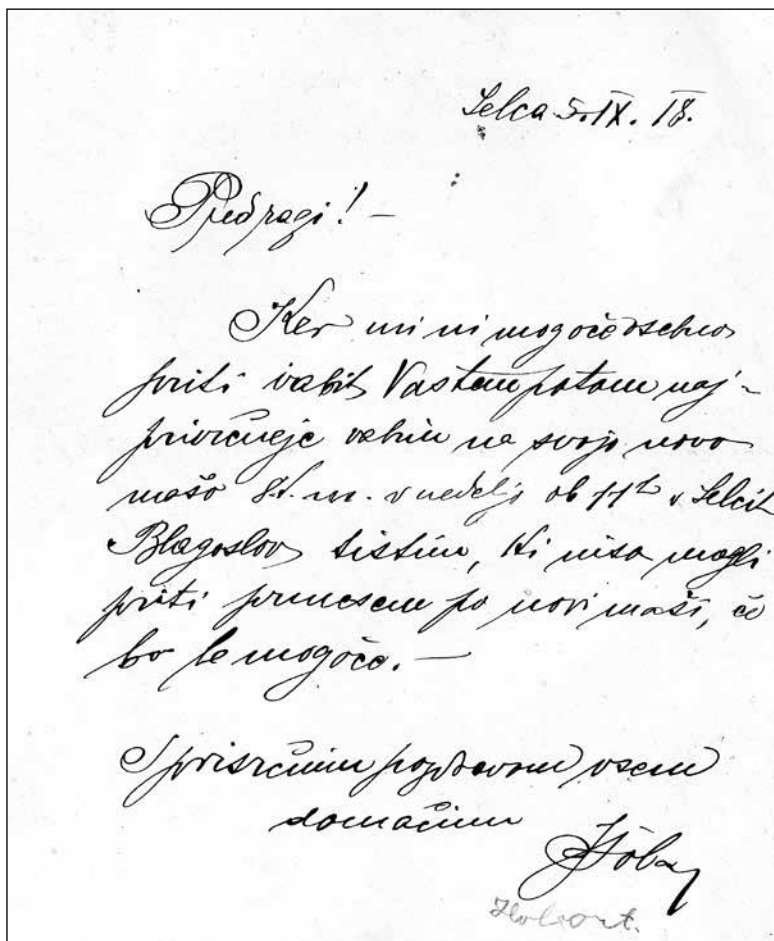 Selca 5. IX. 18.
Predragi! —
Ker mi ni mogoče osebno
priti vabit, Vas tem potom naj-
prisrčneje vabim na svojo novo
mašo 8. t. m. v nedeljo ob 11h v Selcih
Blagoslov tistim, ki niso mogli
priti prinesem po novi maši, če
bo le mogoče. —
S prisrčnim pozdravom vsem
domačim